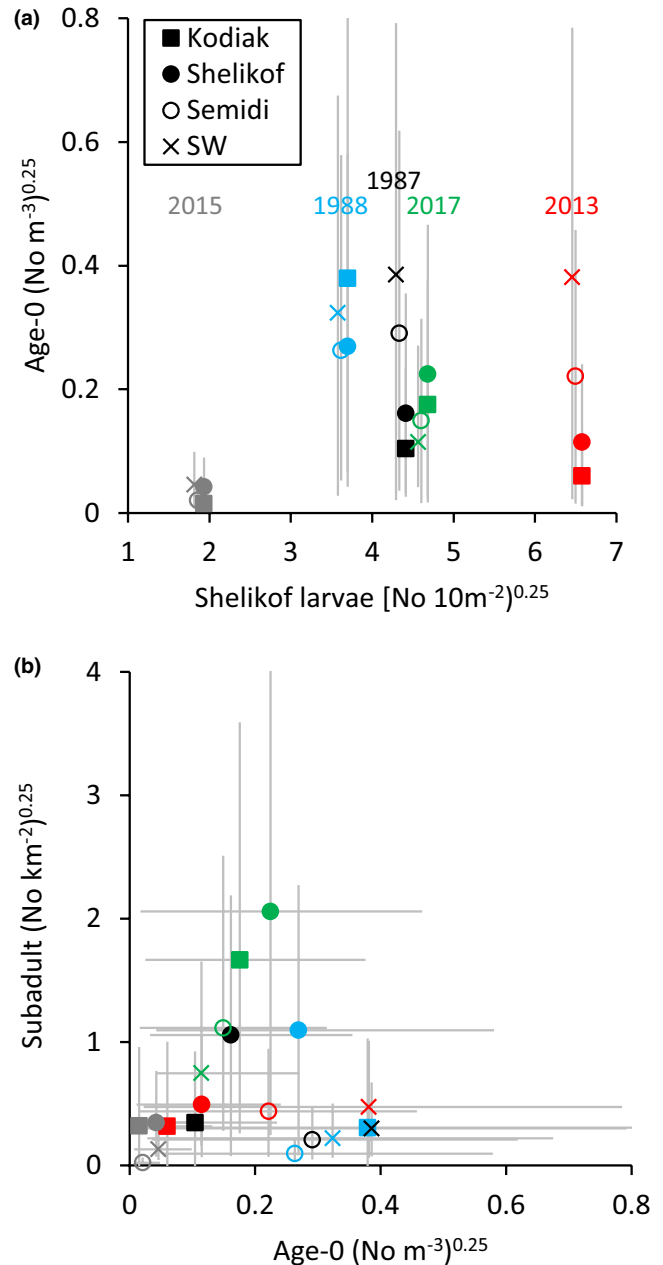 (a)
0.8
0.6
0.4
0.2
0
Age-0 (No m⁻³)⁰·²⁵
Kodiak
Shelikof
Semidi
SW
2015
1988
1987
2017
2013
1 2 3 4 5 6 7
Shelikof larvae [No 10m⁻²)⁰·²⁵
(b)
4
3
2
1
0
Subadult (No km⁻²)⁰·²⁵
0 0.2 0.4 0.6 0.8
Age-0 (No m⁻³)⁰·²⁵